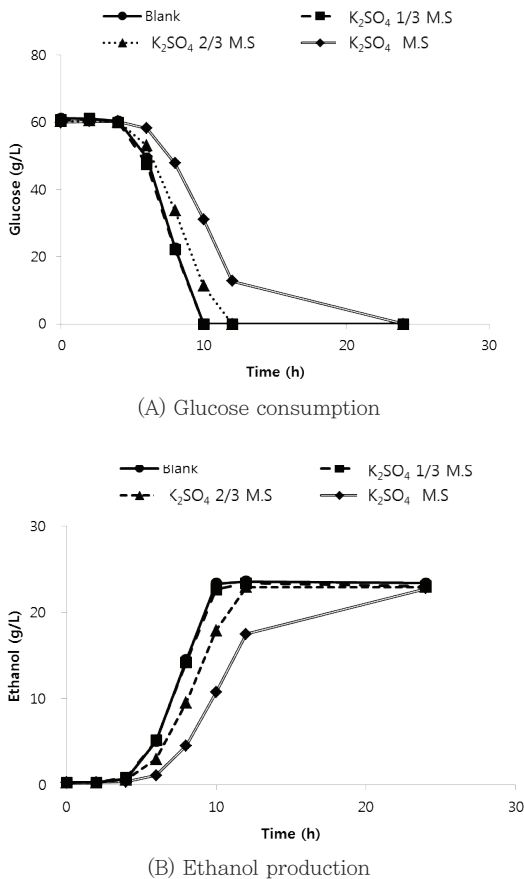 Blank
K₂SO₄ 1/3 M.S
K₂SO₄ 2/3 M.S
K₂SO₄ M.S
80
60
40
20
0
Glucose (g/L)
0 10 20 30
Time (h)
(A) Glucose consumption
Blank
K₂SO₄ 1/3 M.S
K₂SO₄ 2/3 M.S
K₂SO₄ M.S
30
20
10
0
Ethanol (g/L)
0 10 20 30
Time (h)
(B) Ethanol production